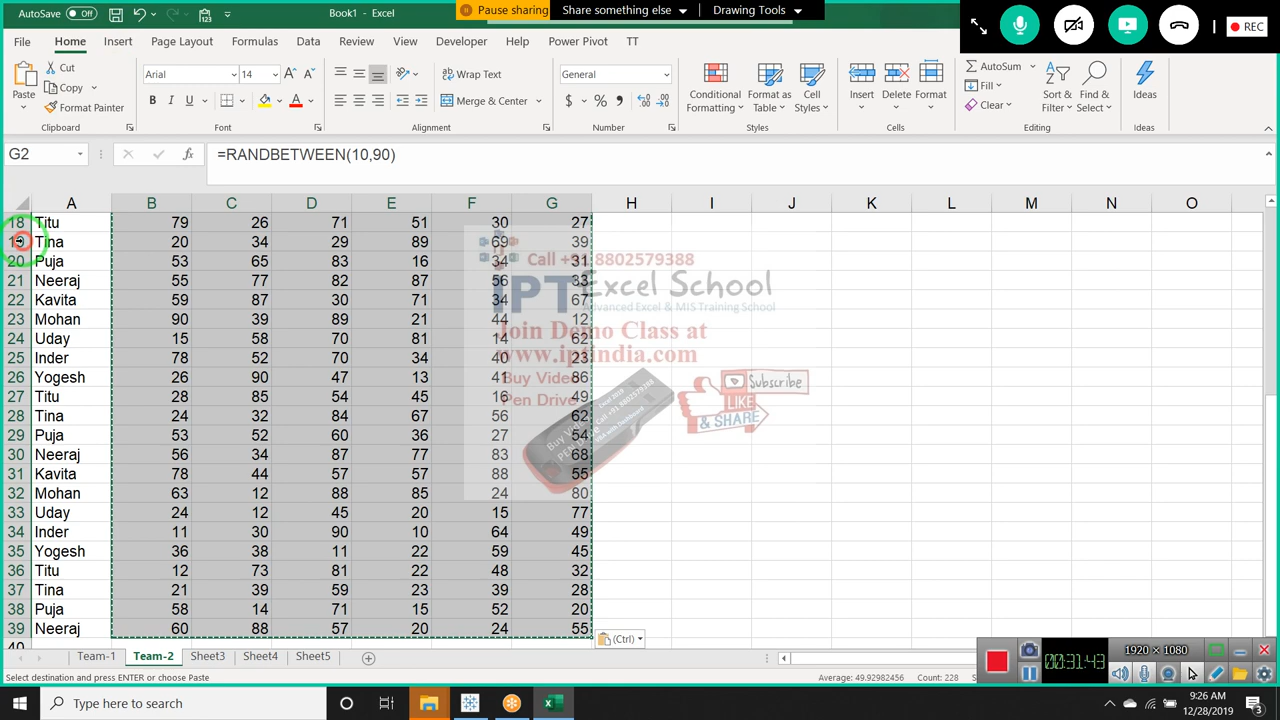 AutoSave Off Book1 - Excel Pause sharing Share something else Drawing Tools REC
File Home Insert Page Layout Formulas Data Review View Developer Help Power Pivot TT
Paste Cut Copy Format Painter Clipboard
Arial 14 B I U A Font
Wrap Text Merge & Center Alignment
General $ % Number
Conditional Formatting Format as Table Cell Styles Styles
Insert Delete Format Cells
AutoSum Fill Clear Sort & Filter Find & Select Editing
Ideas Ideas
G2 fx =RANDBETWEEN(10,90)
A B C D E F G H I J K L M N O
18 Titu 79 26 71 51 30 27
19 Tina 20 34 29 89 69 39
20 Puja 53 65 83 16 34 31
21 Neeraj 55 77 82 87 56 33
22 Kavita 59 87 30 71 34 67
23 Mohan 90 39 89 21 44 12
24 Uday 15 58 70 81 14 62
25 Inder 78 52 70 34 40 23
26 Yogesh 26 90 47 13 41 86
27 Titu 28 85 54 45 16 49
28 Tina 24 32 84 67 56 62
29 Puja 53 52 60 36 27 54
30 Neeraj 56 34 87 77 83 68
31 Kavita 78 44 57 57 88 55
32 Mohan 63 12 88 85 24 80
33 Uday 24 12 45 20 15 77
34 Inder 11 30 90 10 64 49
35 Yogesh 36 38 11 22 59 45
36 Titu 12 73 81 22 48 32
37 Tina 21 39 59 23 39 28
38 Puja 58 14 71 15 52 20
39 Neeraj 60 88 57 20 24 55
40
(Ctrl)
IPT Excel School
Advanced Excel & MIS Training School
Join Demo Class at
www.iptindia.com
Buy Video
Pen Drive
Subscribe
LIKE
& SHARE
Team-1 Team-2 Sheet3 Sheet4 Sheet5
Select destination and press ENTER or choose Paste Average: 49.92982456 Count: 228
00:31:43 1920 × 1080
Type here to search
9:26 AM
12/28/2019
3